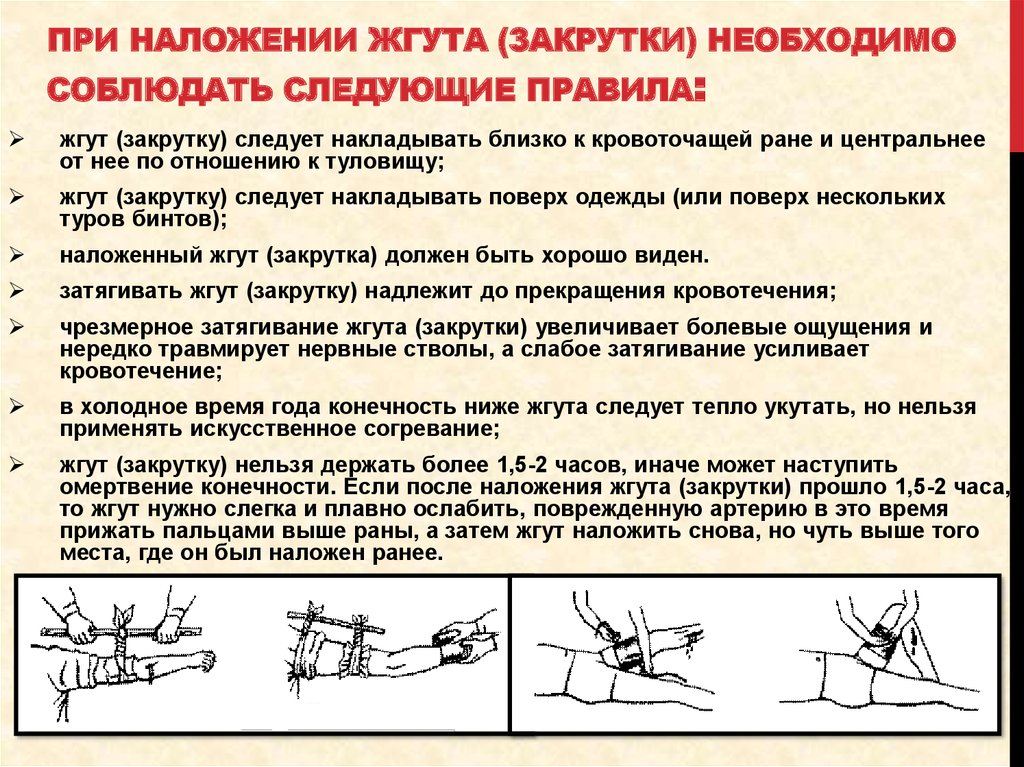 ПРИ НАЛОЖЕНИИ ЖГУТА (ЗАКРУТКИ) НЕОБХОДИМО
СОБЛЮДАТЬ СЛЕДУЮЩИЕ ПРАВИЛА:
жгут (закрутку) следует накладывать близко к кровоточащей ране и центральнее
от нее по отношению к туловищу;
жгут (закрутку) следует накладывать поверх одежды (или поверх нескольких
туров бинтов);
наложенный жгут (закрутка) должен быть хорошо виден.
затягивать жгут (закрутку) надлежит до прекращения кровотечения;
чрезмерное затягивание жгута (закрутки) увеличивает болевые ощущения и
нередко травмирует нервные стволы, а слабое затягивание усиливает
кровотечение;
в холодное время года конечность ниже жгута следует тепло укутать, но нельзя
применять искусственное согревание;
жгут (закрутку) нельзя держать более 1,5-2 часов, иначе может наступить
омертвение конечности. Если после наложения жгута (закрутки) прошло 1,5-2 часа,
то жгут нужно слегка и плавно ослабить, поврежденную артерию в это время
прижать пальцами выше раны, а затем жгут наложить снова, но чуть выше того
места, где он был наложен ранее.